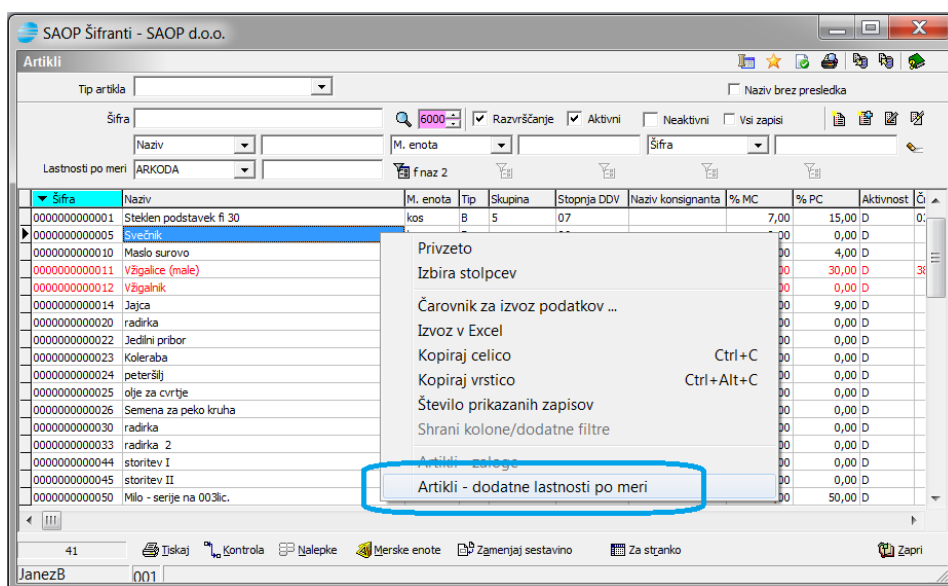 SAOP Šifranti - SAOP d.o.o.
Artikli
Tip artikla Naziv brez presledka
Šifra 6000 Razvrščanje Aktivni Neaktivni Vsi zapisi
Naziv M. enota Šifra
Lastnosti po meri ARKODA f naz 2
Šifra Naziv M. enota Tip Skupina Stopnja DDV Naziv konsignanta % MC % PC Aktivnost
0000000000001 Steklen podstavek fi 30 kos B 5 07 7,00 15,00 D
0000000000005 Svečnik 0,00 D
0000000000010 Maslo surovo 4,00 D
0000000000011 Vžigalice (male) 30,00 D 38
0000000000012 Vžigalnik 0,00 D
0000000000014 Jajca 9,00 D
0000000000020 radirka 0,00 D
0000000000022 Jedilni pribor 0,00 D
0000000000023 Koleraba 0,00 D
0000000000024 peteršilj 0,00 D
0000000000025 olje za cvrtje 0,00 D
0000000000026 Semena za peko kruha 0,00 D
0000000000030 radirka 0,00 D
0000000000033 radirka 2 0,00 D
0000000000044 storitev I 0,00 D
0000000000045 storitev II 0,00 D
0000000000050 Milo - serije na 003lic. 50,00 D
Privzeto
Izbira stolpcev
Čarovnik za izvoz podatkov ...
Izvoz v Excel
Kopiraj celico Ctrl+C
Kopiraj vrstico Ctrl+Alt+C
Število prikazanih zapisov
Shrani kolone/dodatne filtre
Artikli - zaloge
Artikli - dodatne lastnosti po meri
41 Tiskaj Kontrola Nalepke Merske enote Zamenjaj sestavino Za stranko Zapri
JanezB 001